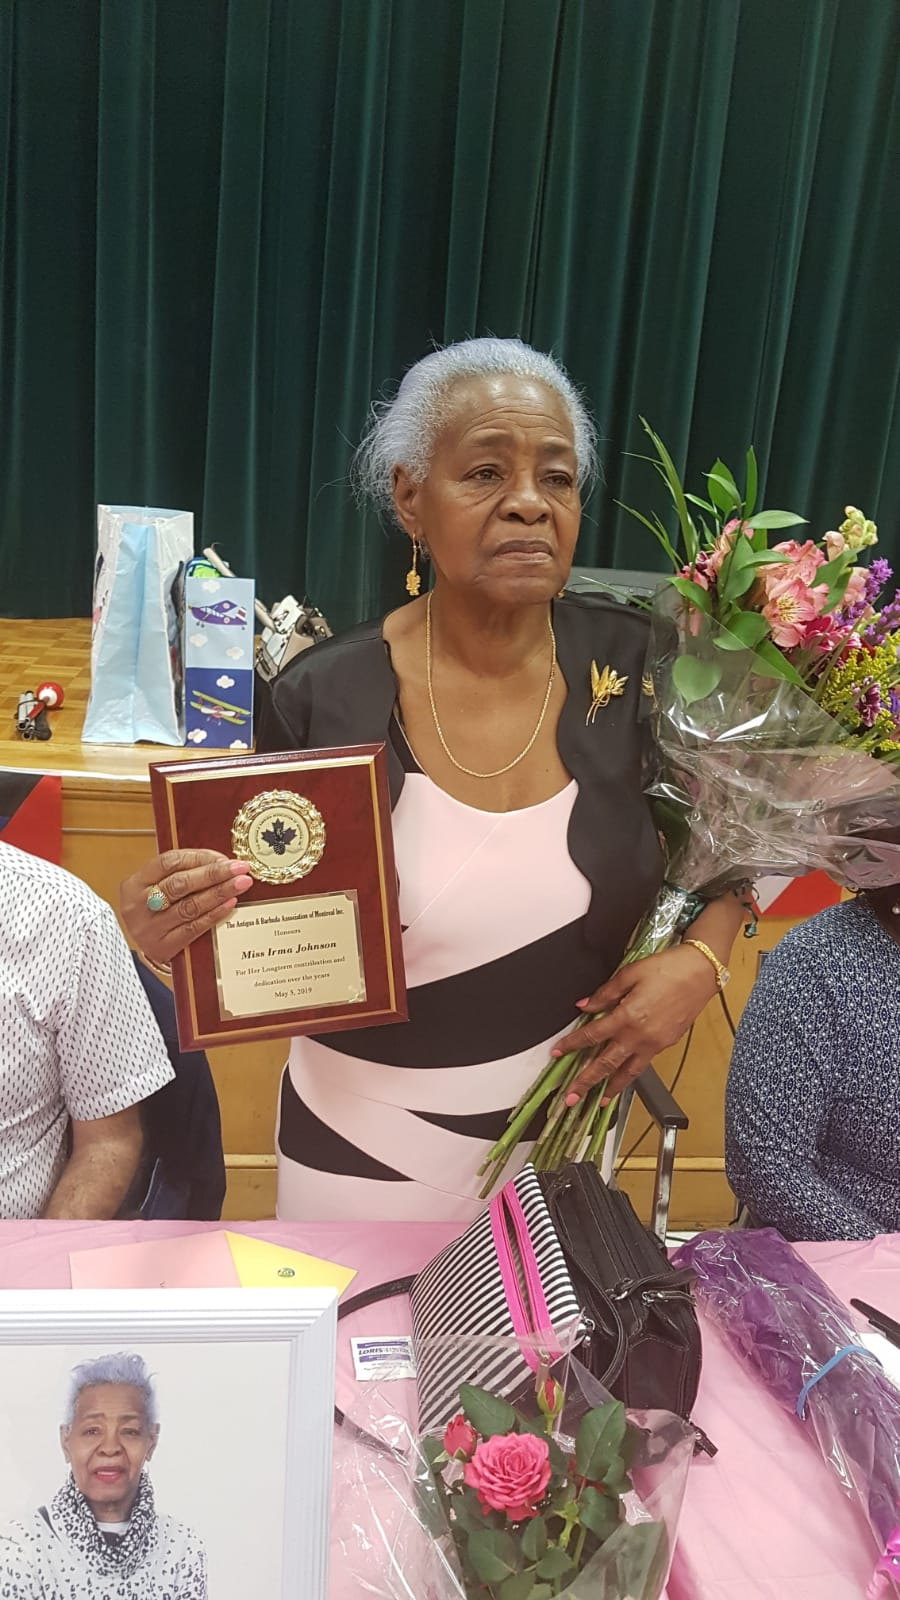 The Antigua & Barbuda Association of Montreal Inc.
Honours
Miss Irma Johnson
For Her Longterm contribution and
dedication over the years
May 5, 2019
LORIS